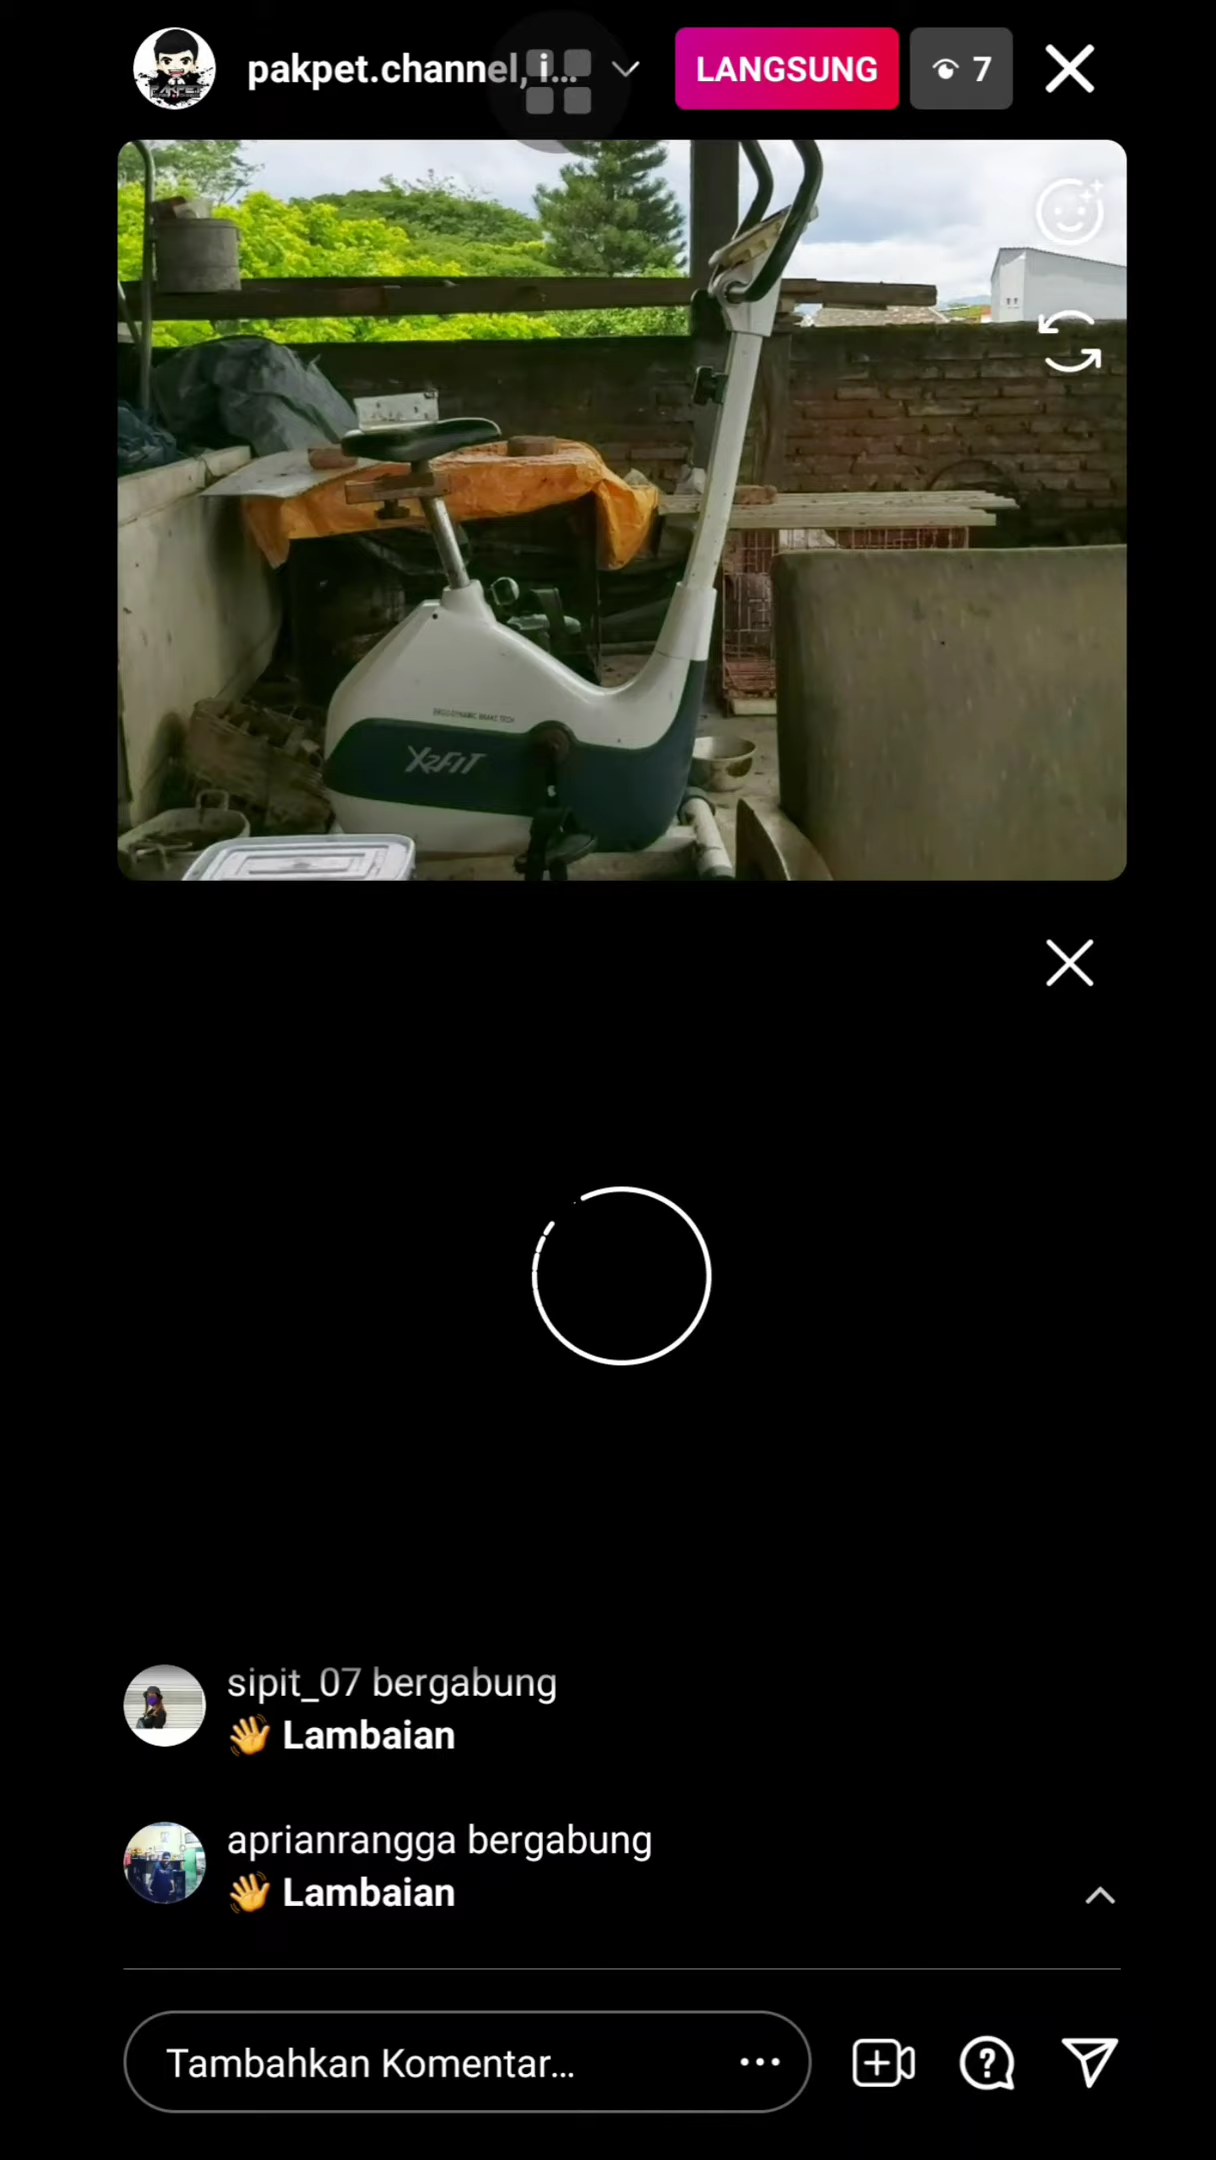 pakpet.channel, i...
LANGSUNG
7
X2FIT
sipit_07 bergabung
👋 Lambaian
aprianrangga bergabung
👋 Lambaian
Tambahkan Komentar...